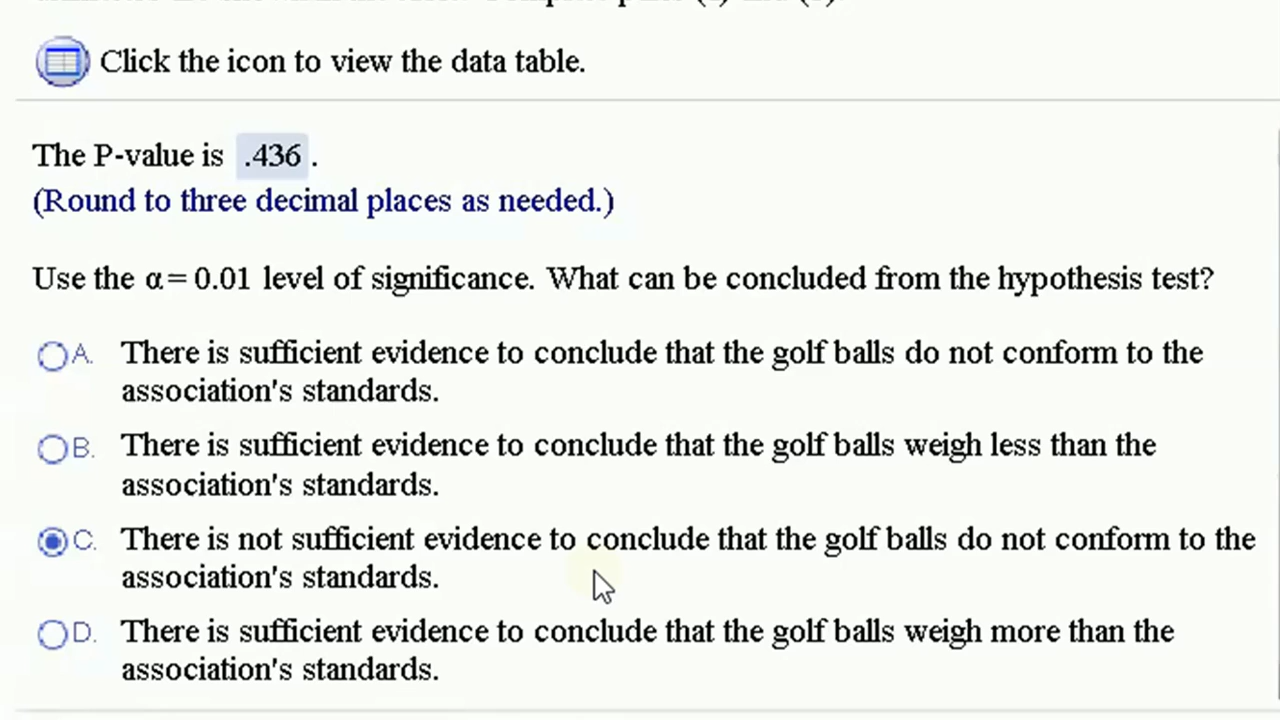 Click the icon to view the data table.
The P-value is .436 .
(Round to three decimal places as needed.)
Use the α = 0.01 level of significance. What can be concluded from the hypothesis test?
A. There is sufficient evidence to conclude that the golf balls do not conform to the
association's standards.
B. There is sufficient evidence to conclude that the golf balls weigh less than the
association's standards.
C. There is not sufficient evidence to conclude that the golf balls do not conform to the
association's standards.
D. There is sufficient evidence to conclude that the golf balls weigh more than the
association's standards.